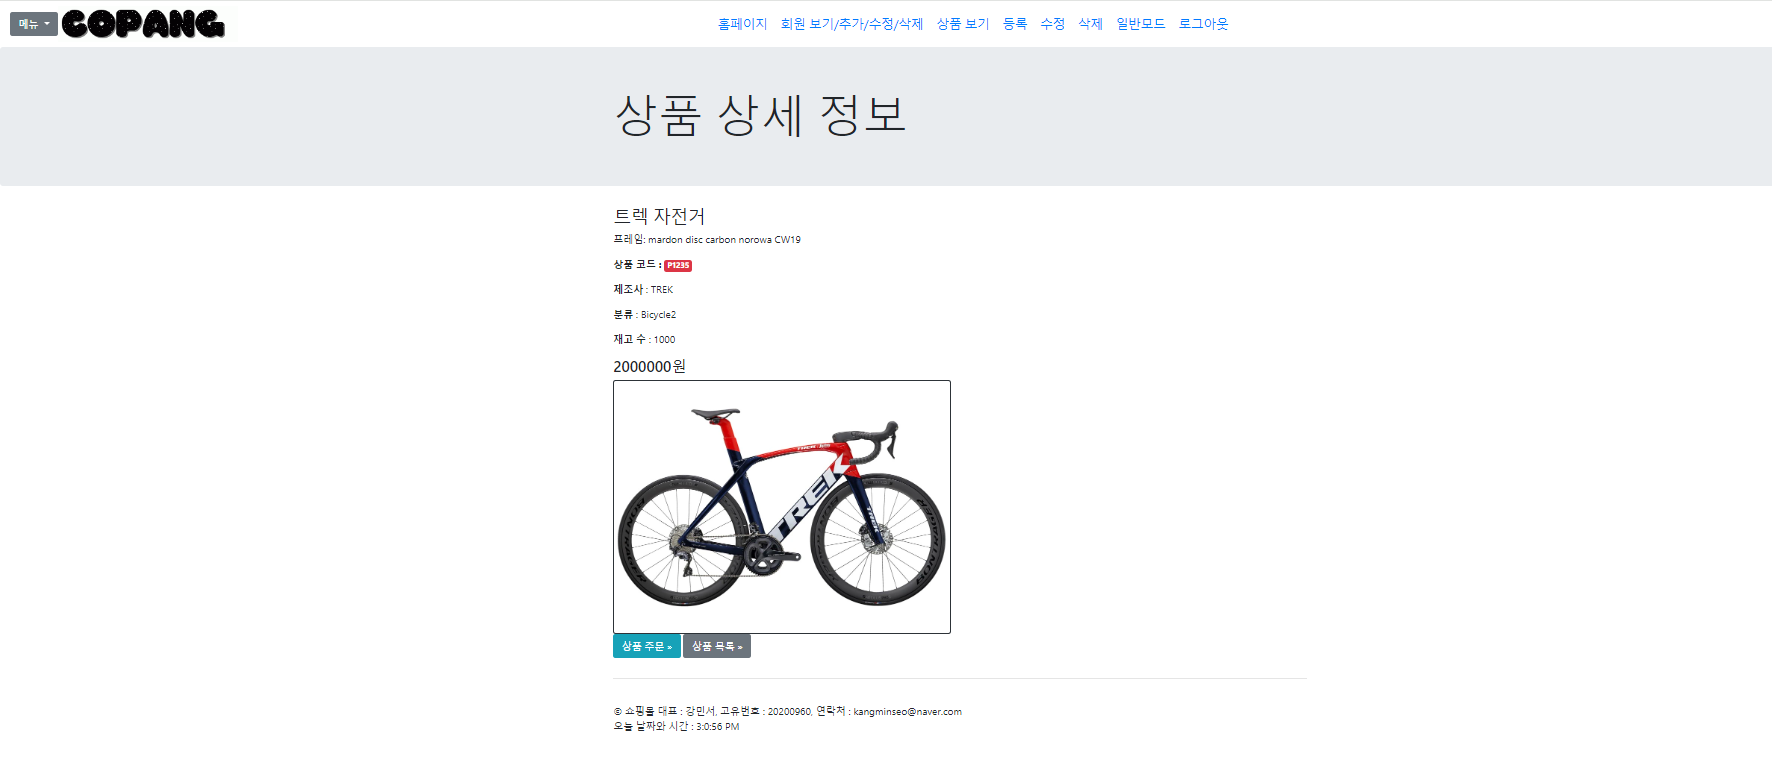 메뉴 GOPANG 홈페이지 회원 보기/추가/수정/삭제 상품 보기 등록 수정 삭제 일반모드 로그아웃
상품 상세 정보
트렉 자전거
프레임: mardon disc carbon norowa CW19
상품 코드 : P1235
제조사 : TREK
분류 : Bicycle2
재고 수 : 1000
2000000원
TREK
상품 주문 » 상품 목록 »
© 쇼핑몰 대표 : 강민서, 고유번호 : 20200960, 연락처 : kangminseo@naver.com
오늘 날짜와 시간 : 3:0:56 PM